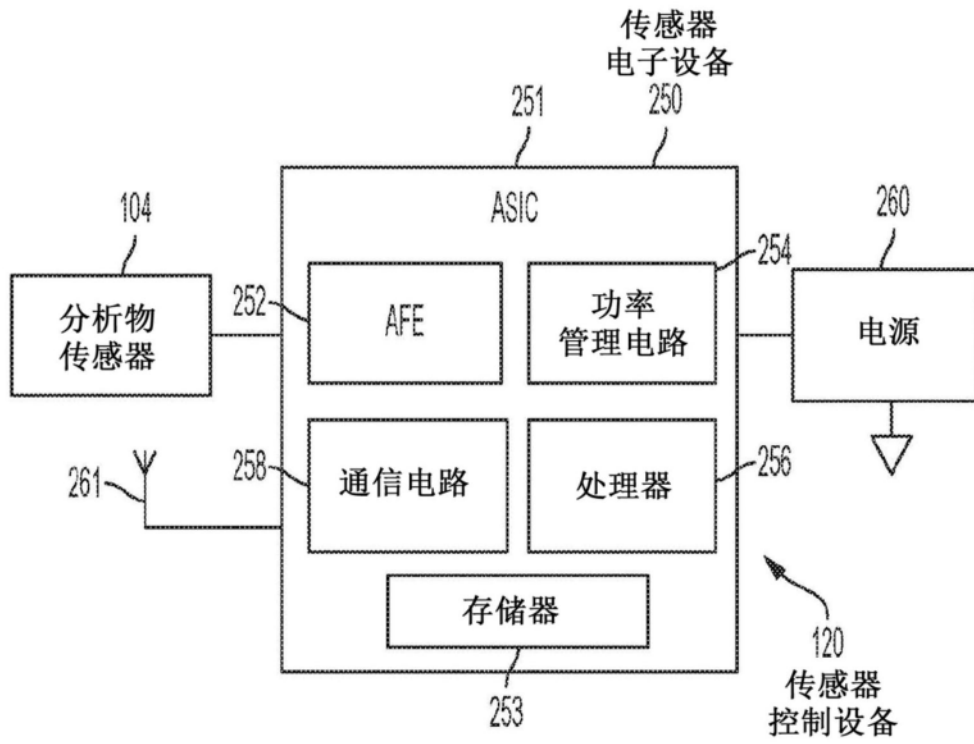 传感器
电子设备
251
250
ASIC
104
260
254
分析物
传感器
252
AFE
功率
管理电路
电源
261
258
通信电路
处理器
256
存储器
253
120
传感器
控制设备